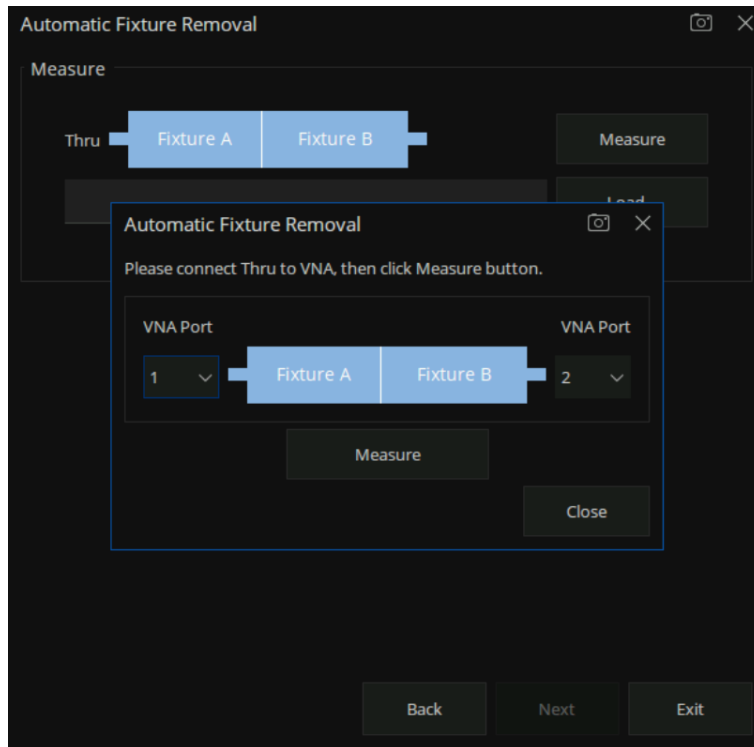 Automatic Fixture Removal
Measure
Thru Fixture A Fixture B Measure
Load...
Automatic Fixture Removal
Please connect Thru to VNA, then click Measure button.
VNA Port VNA Port
1 Fixture A Fixture B 2
Measure
Close
Back Next Exit